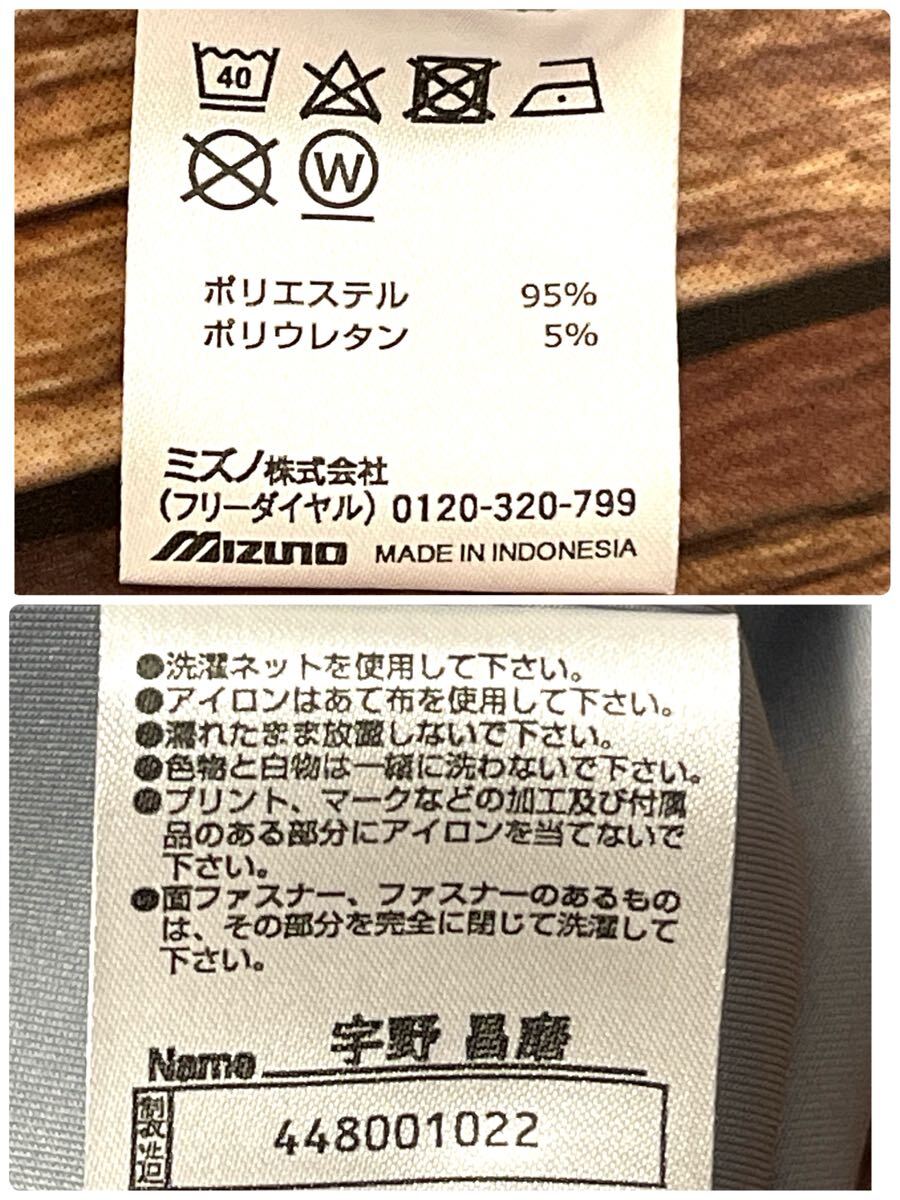 40
W
ポリエステル 95%
ポリウレタン 5%
ミズノ株式会社
(フリーダイヤル) 0120-320-799
MIZUNO MADE IN INDONESIA
●洗濯ネットを使用して下さい。
●アイロンはあて布を使用して下さい。
●濡れたまま放置しないで下さい。
●色物と白物は一緒に洗わないで下さい。
●プリント、マークなどの加工及び付属
品のある部分にアイロンを当てないで
下さい。
●面ファスナー、ファスナーのあるもの
は、その部分を完全に閉じて洗濯して
下さい。
Name 宇野 昌磨
製造 448001022